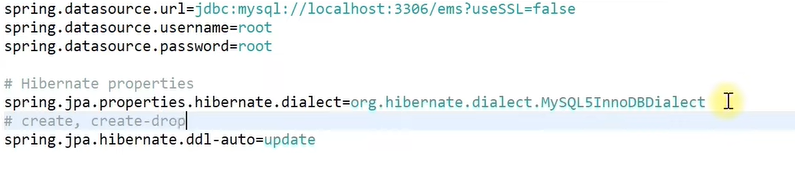 spring.datasource.url=jdbc:mysql://localhost:3306/ems?useSSL=false
spring.datasource.username=root
spring.datasource.password=root
# Hibernate properties
spring.jpa.properties.hibernate.dialect=org.hibernate.dialect.MySQL5InnoDBDialect
# create, create-drop
spring.jpa.hibernate.ddl-auto=update